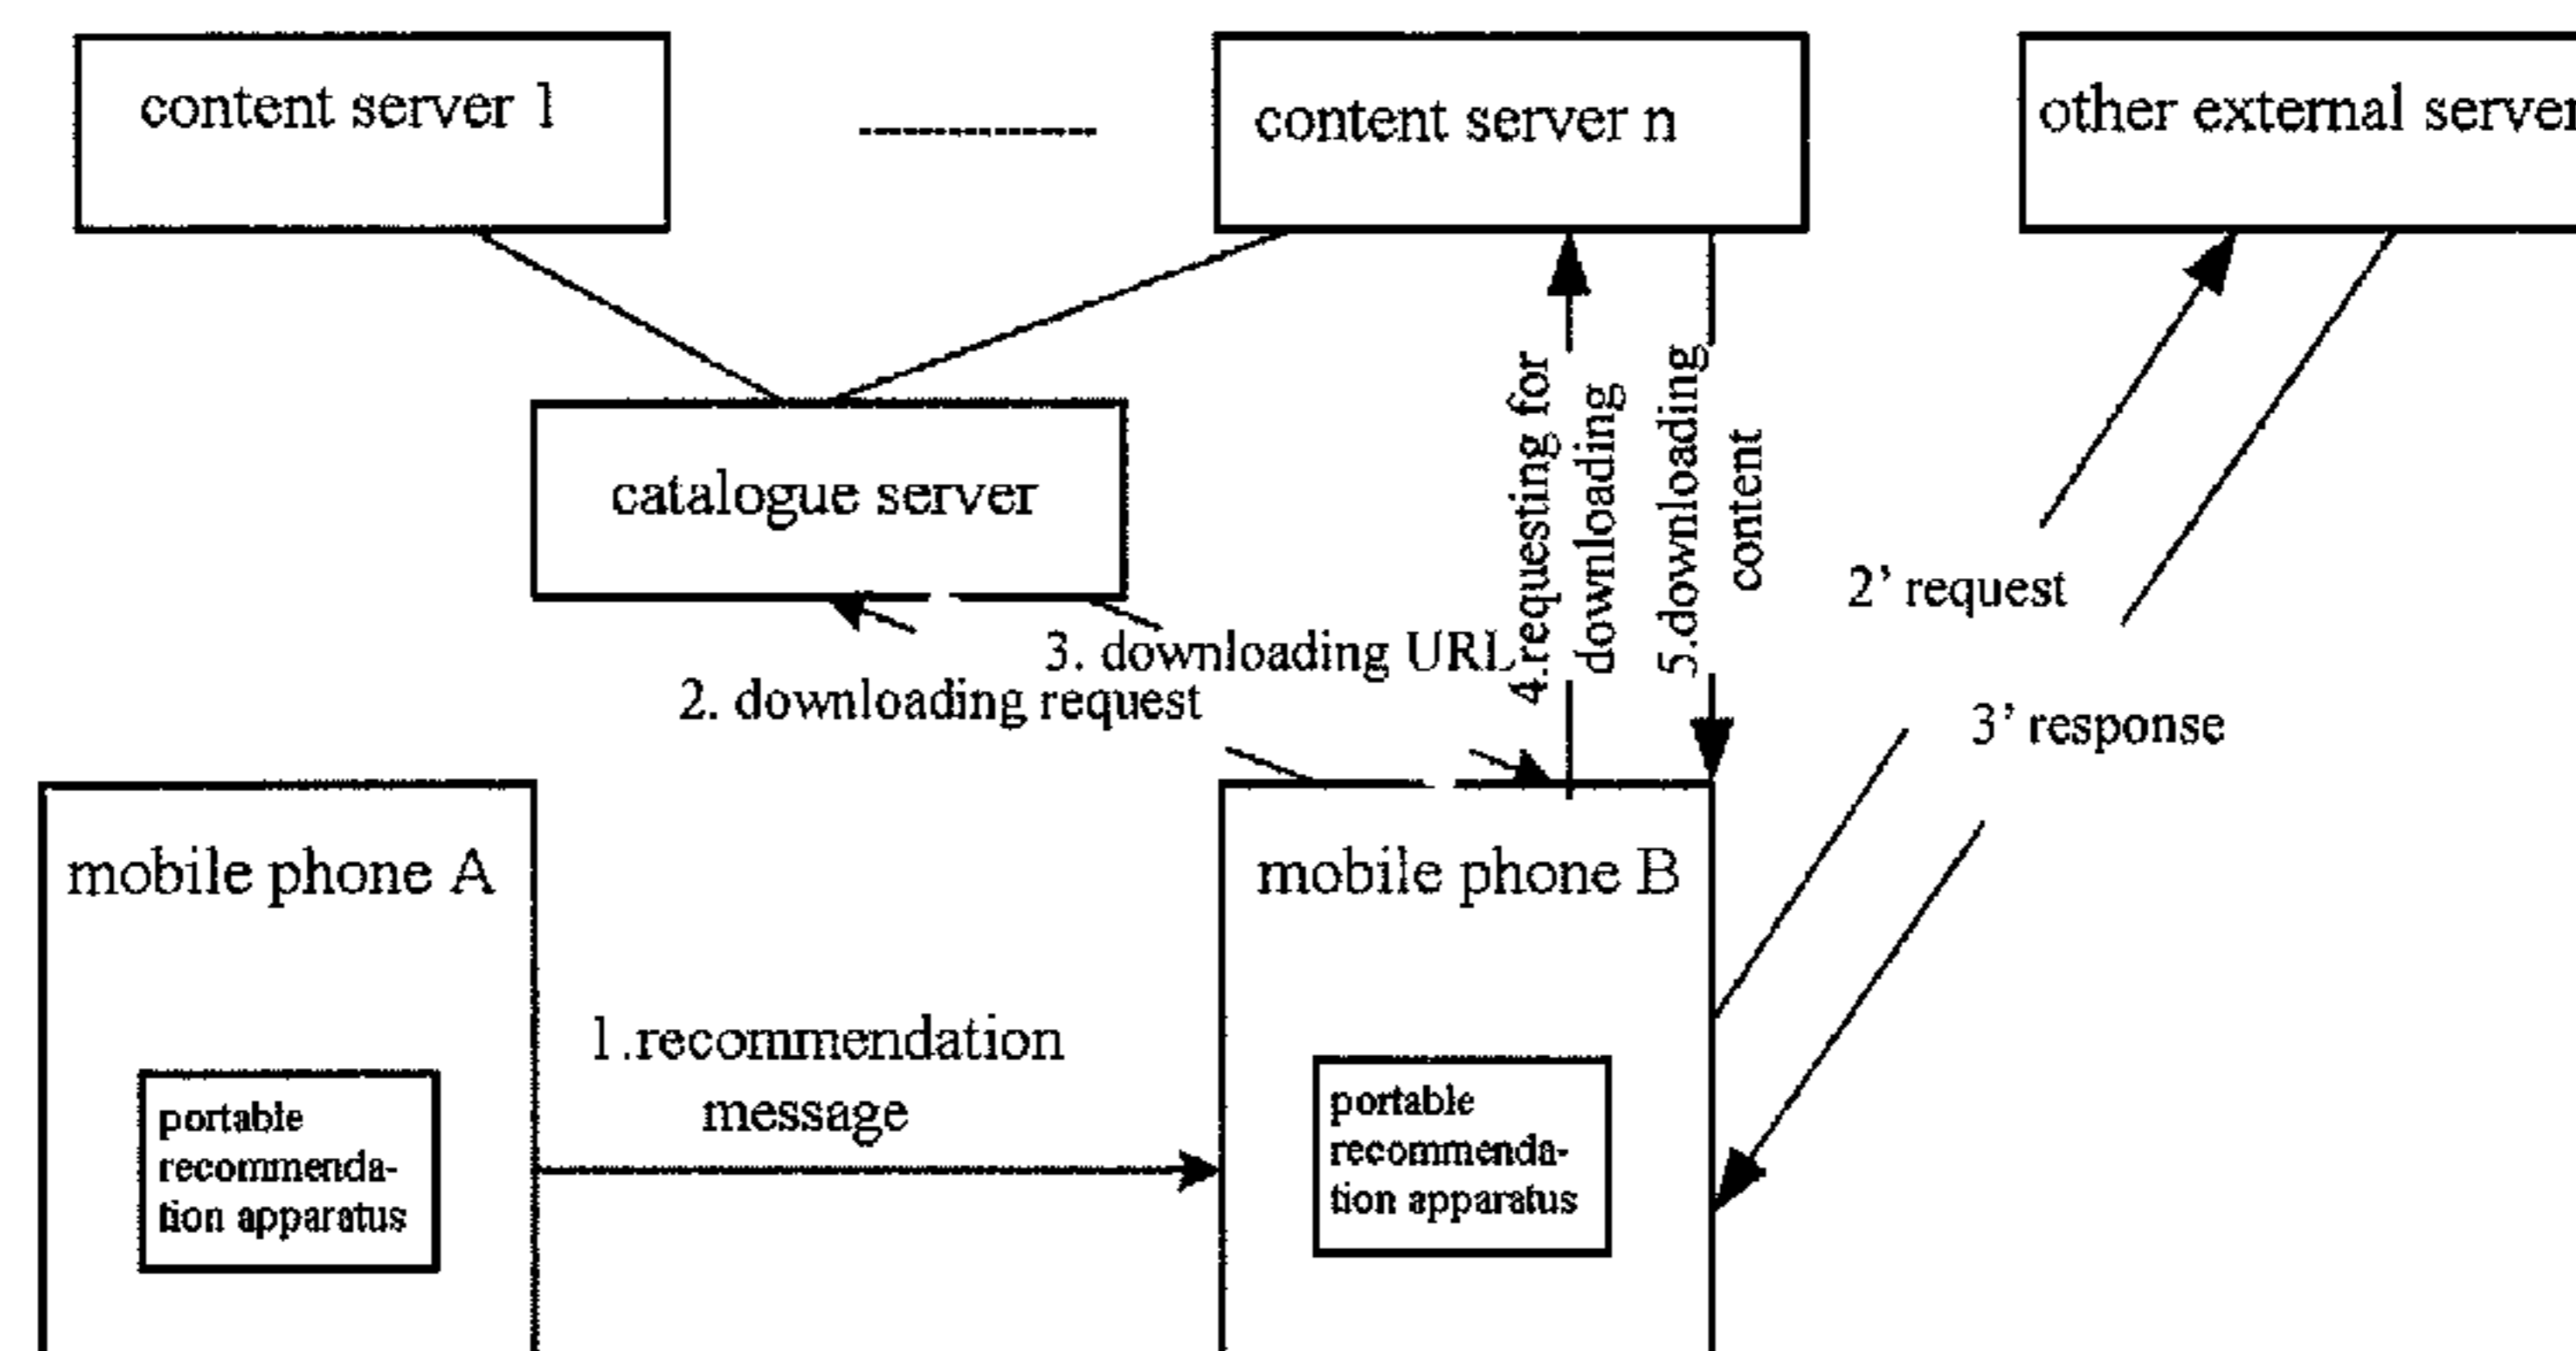 content server 1
content server n
other external server
catalogue server
4.requesting for
downloading
5.downloading
content
2’ request
3. downloading URL
2. downloading request
3’ response
mobile phone A
mobile phone B
1.recommendation
message
portable
recommenda-
tion apparatus
portable
recommenda-
tion apparatus